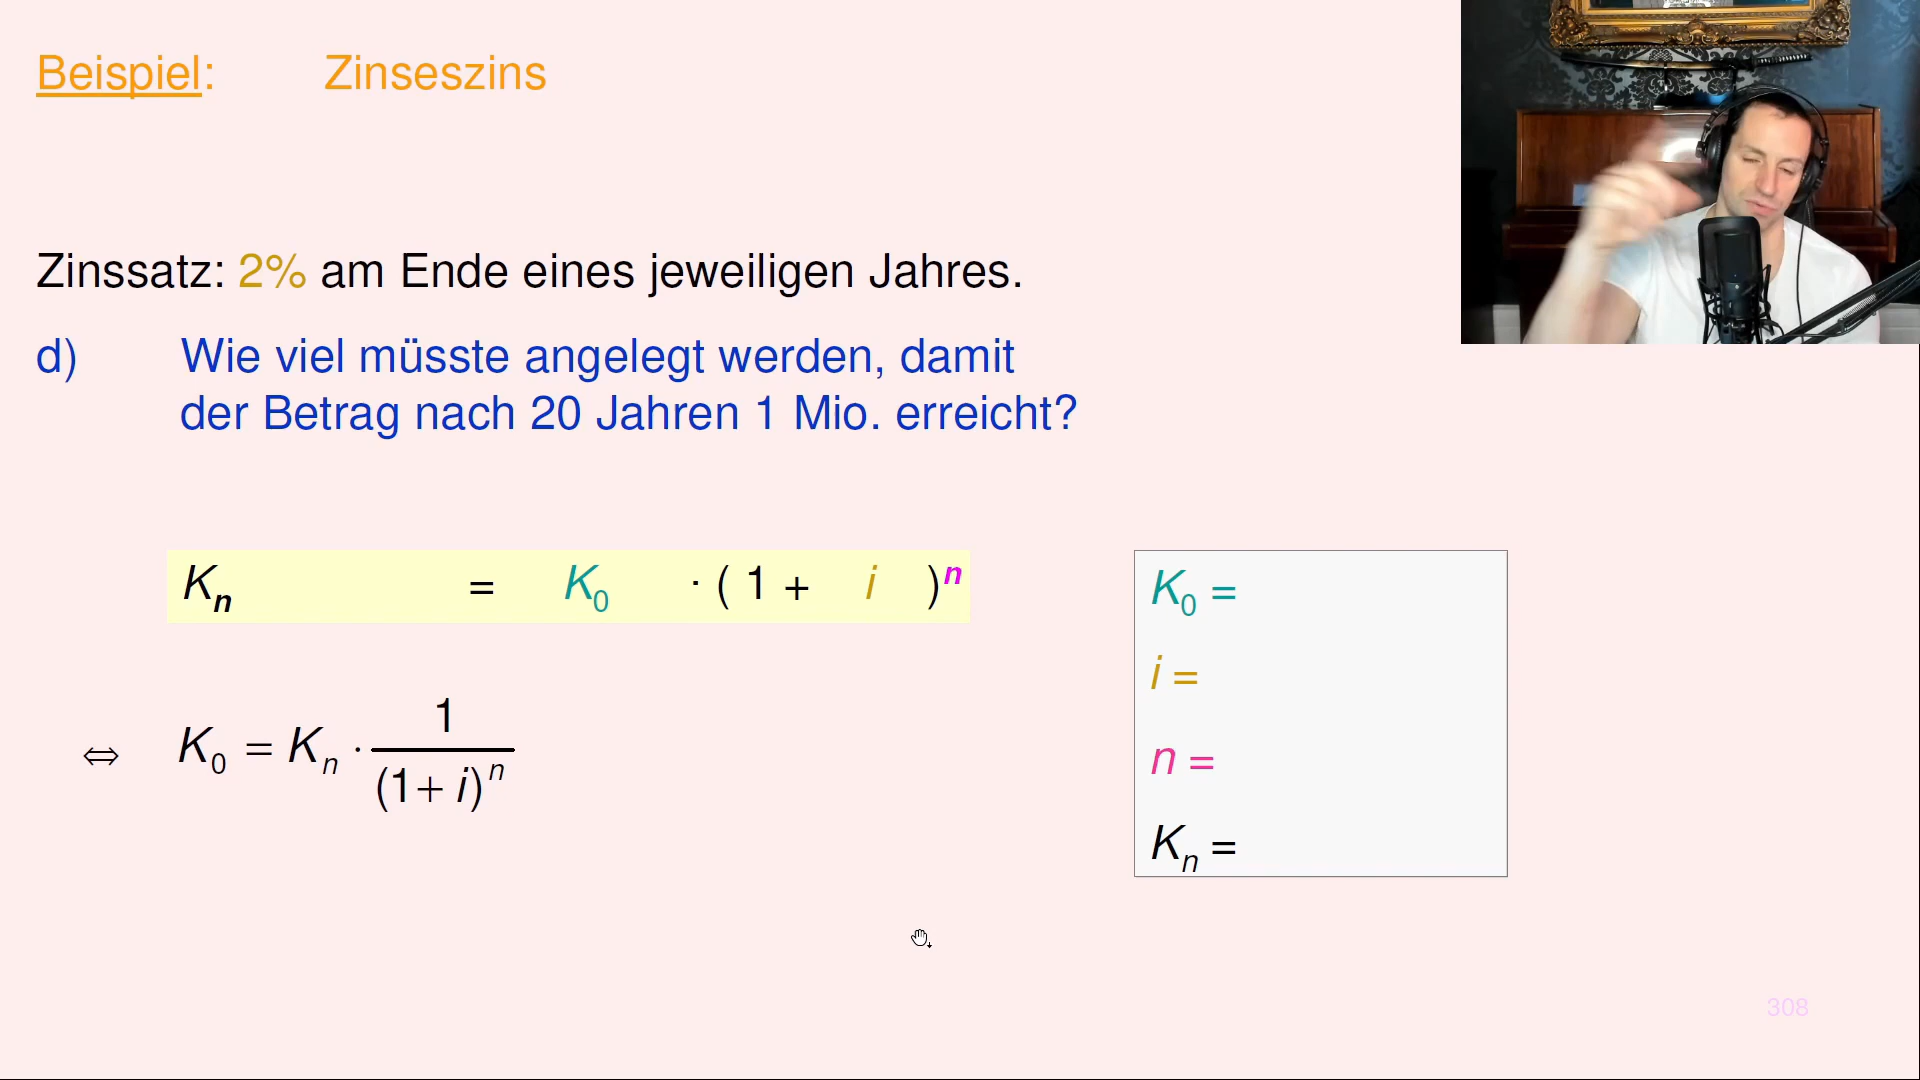 Beispiel: Zinseszins
Zinssatz: 2% am Ende eines jeweiligen Jahres.
d) Wie viel müsste angelegt werden, damit
der Betrag nach 20 Jahren 1 Mio. erreicht?
Kₙ = K₀ · ( 1 + i )ⁿ
⇔ K₀ = Kₙ · 1 / (1 + i)ⁿ
K₀ =
i =
n =
Kₙ =
308